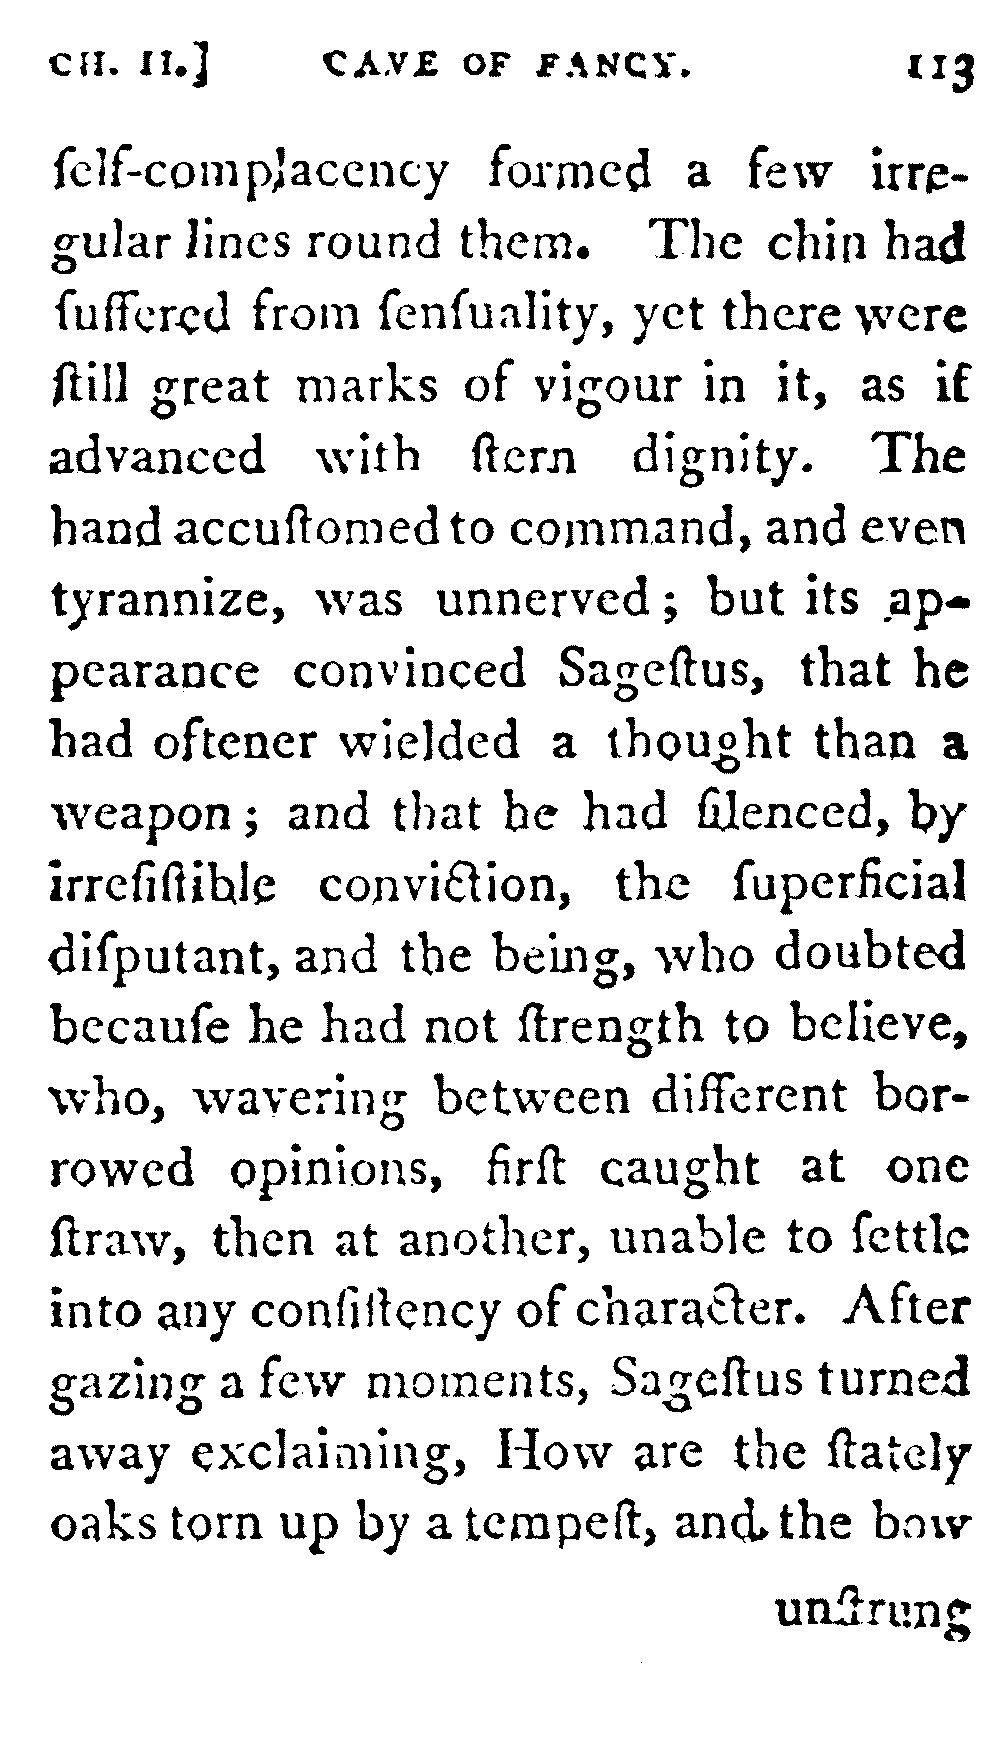 CH. II.] CAVE OF FANCY. 113
ſelf-complacency formed a few irre-
gular lines round them. The chin had
ſuffered from ſenſuality, yet there were
ſtill great marks of vigour in it, as if
advanced with ſtern dignity. The
hand accuſtomed to command, and even
tyrannize, was unnerved; but its ap-
pearance convinced Sageſtus, that he
had oftener wielded a thought than a
weapon; and that he had ſilenced, by
irreſiſtible conviction, the ſuperficial
diſputant, and the being, who doubted
becauſe he had not ſtrength to believe,
who, wavering between different bor-
rowed opinions, firſt caught at one
ſtraw, then at another, unable to ſettle
into any conſiſtency of character. After
gazing a few moments, Sageſtus turned
away exclaiming, How are the ſtately
oaks torn up by a tempeſt, and the bow
unſtrung